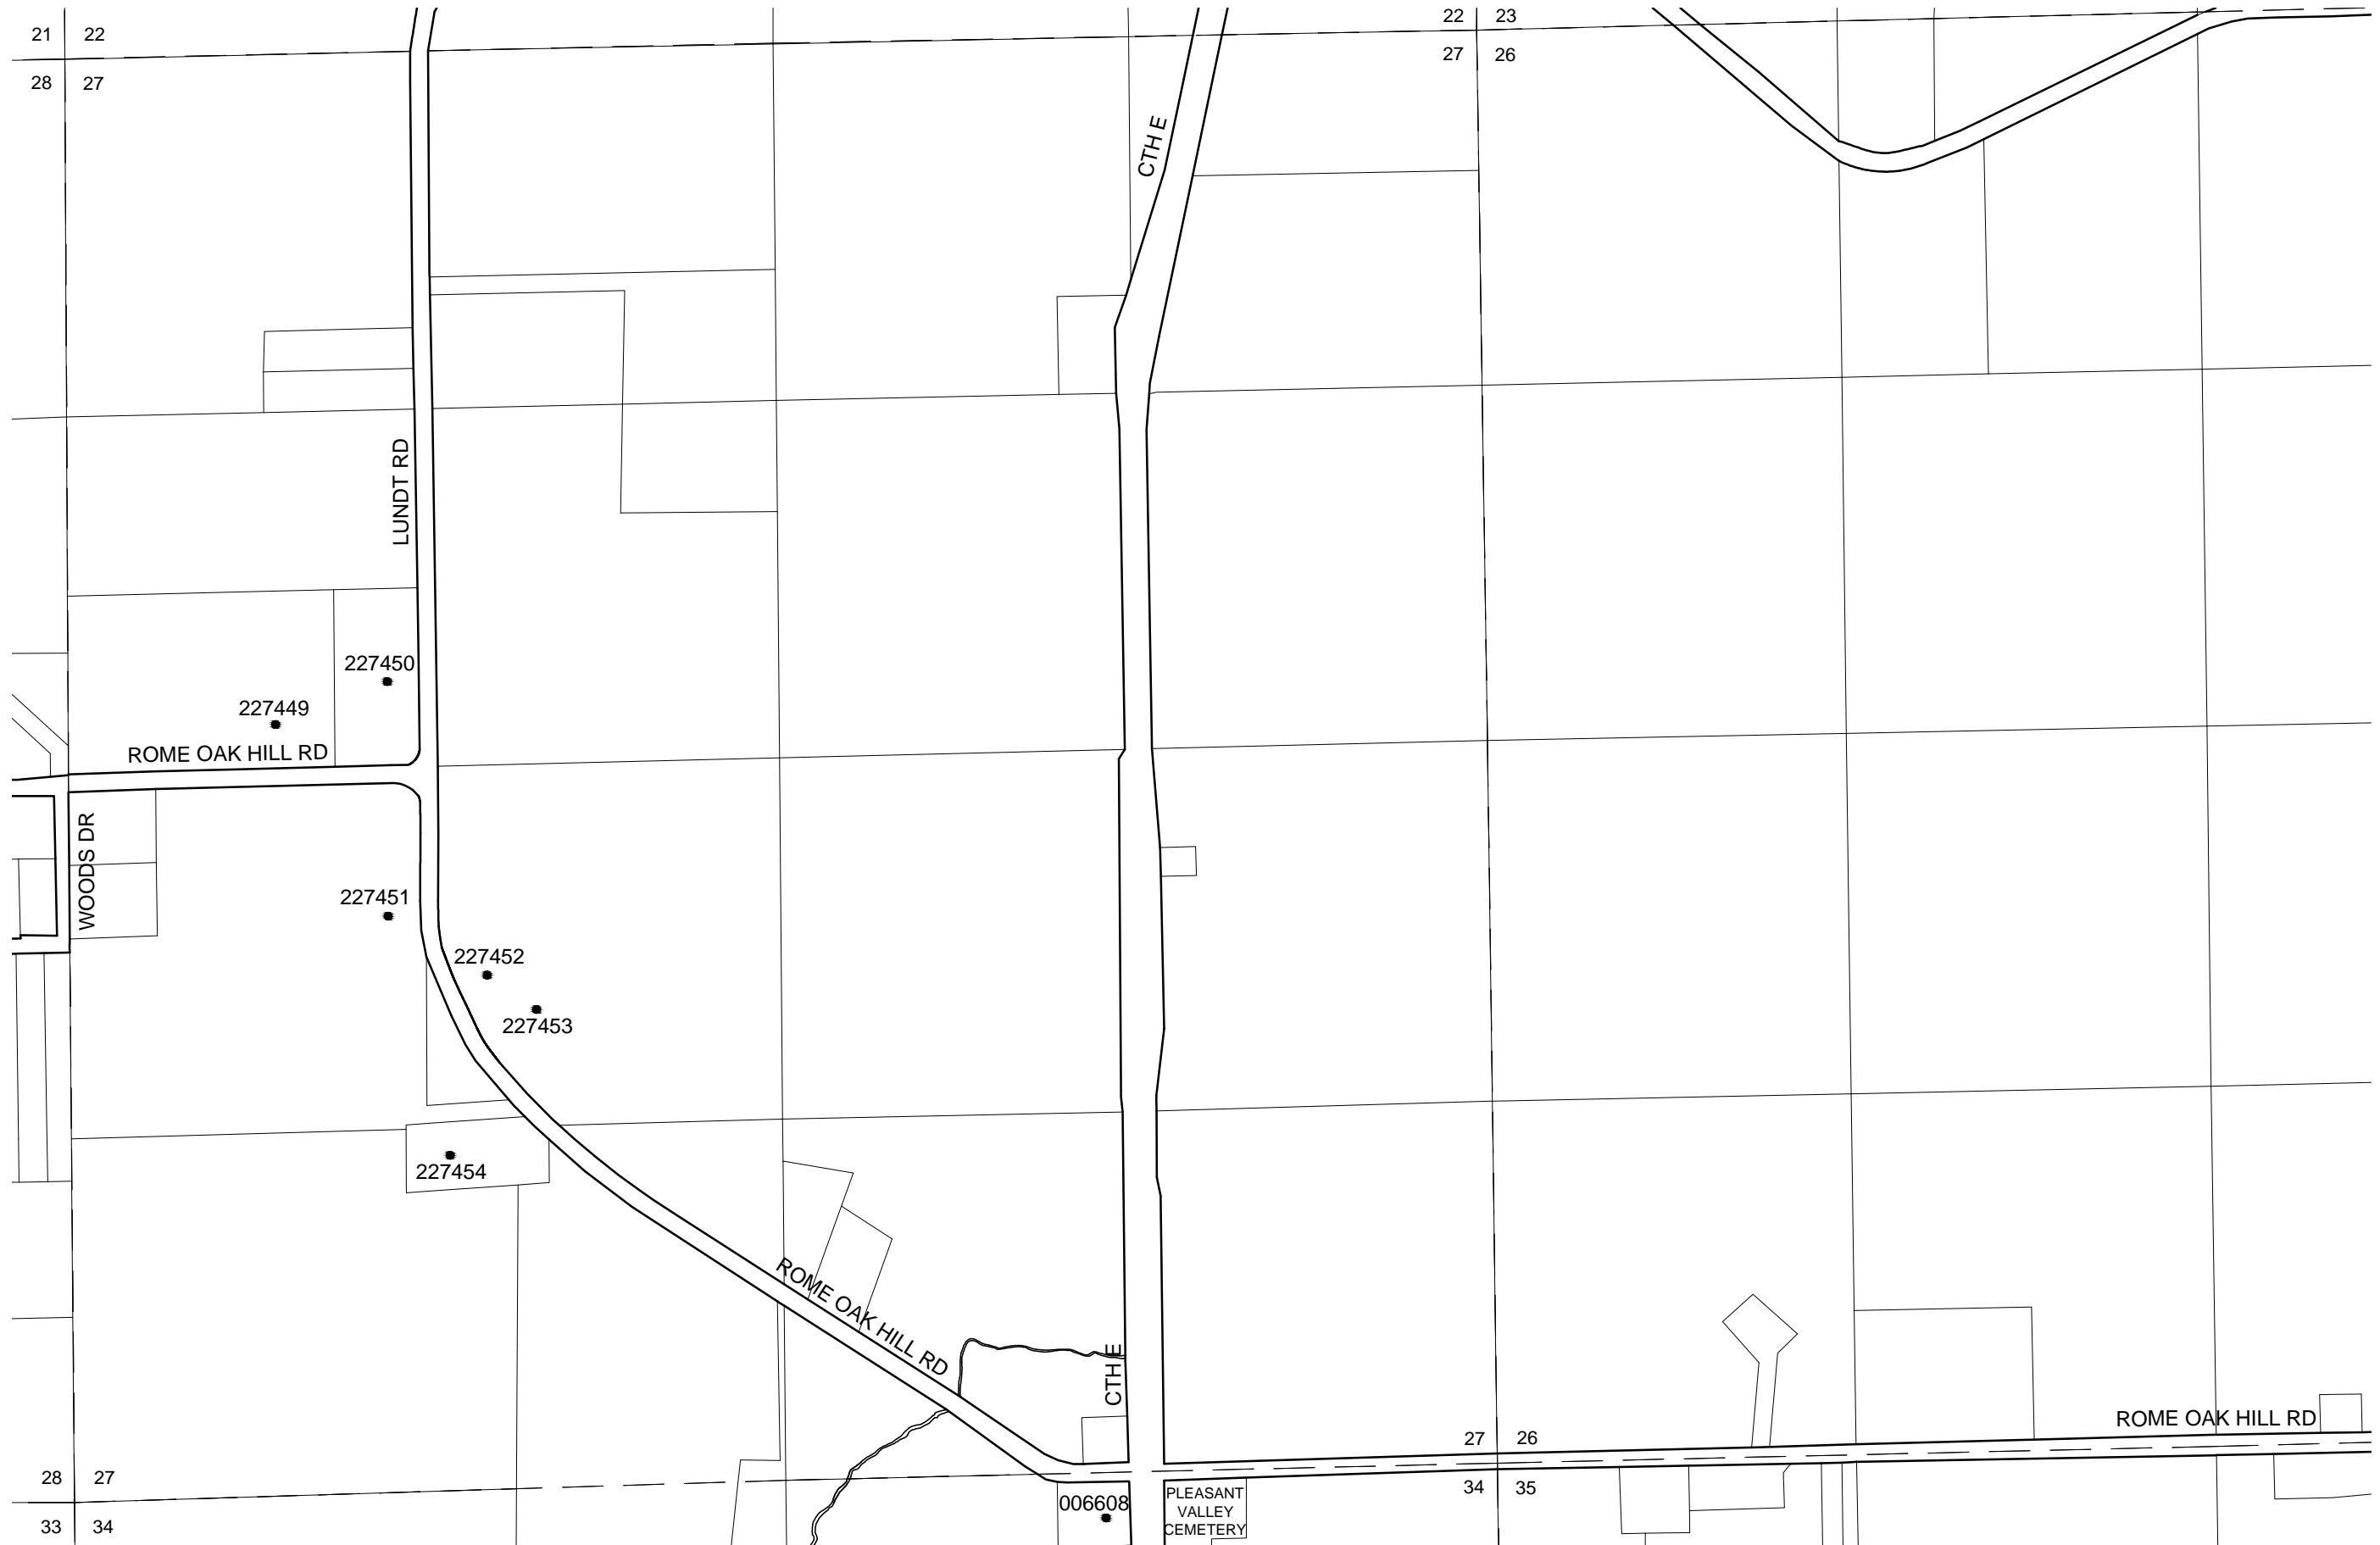 22 23
21 22
27 26
28 27
CTH E
LUNDT RD
227450
227449
ROME OAK HILL RD
WOODS DR
227451
227452
227453
227454
ROME OAK HILL RD
CTH E
ROME OAK HILL RD
27 26
28 27
34 35
PLEASANT
VALLEY
CEMETERY
006608
33 34